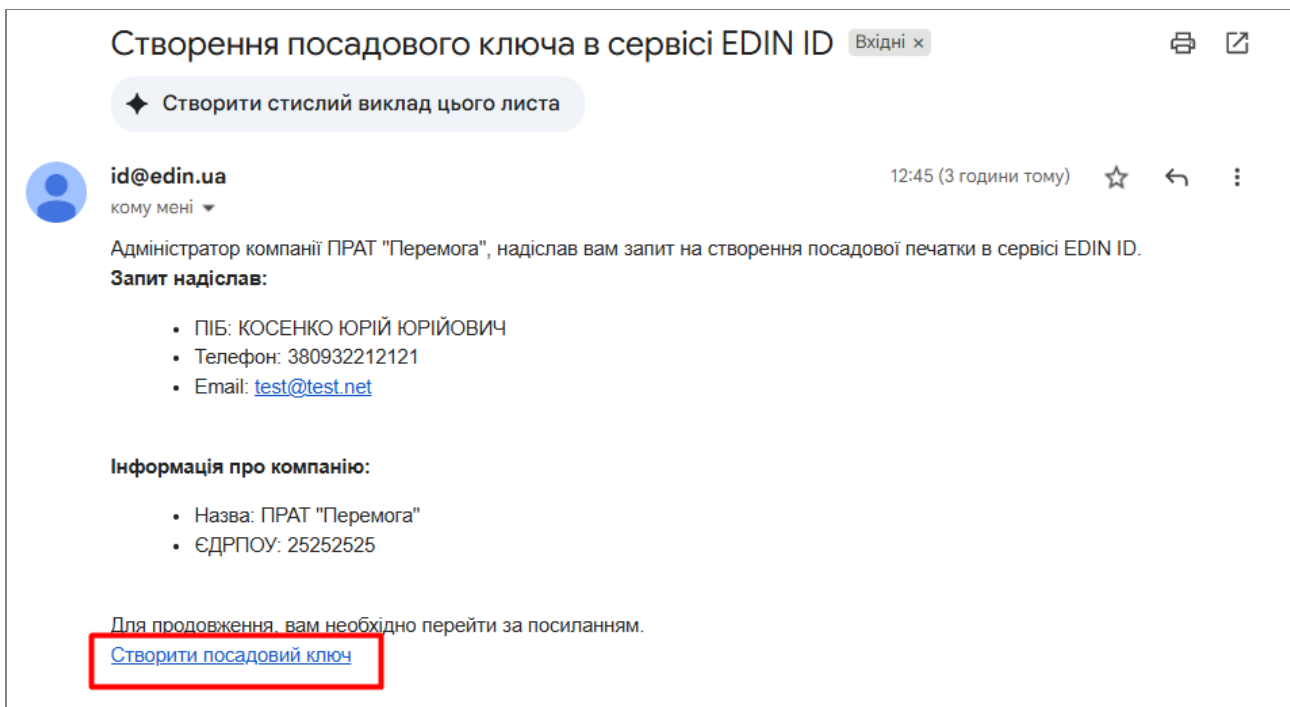 Створення посадового ключа в сервісі EDIN ID Вхідні ×
Створити стислий виклад цього листа
id@edin.ua 12:45 (3 години тому)
кому мені
Адміністратор компанії ПРАТ "Перемога", надіслав вам запит на створення посадової печатки в сервісі EDIN ID.
Запит надіслав:
• ПІБ: КОСЕНКО ЮРІЙ ЮРІЙОВИЧ
• Телефон: 380932212121
• Email: test@test.net
Інформація про компанію:
• Назва: ПРАТ "Перемога"
• ЄДРПОУ: 25252525
Для продовження, вам необхідно перейти за посиланням.
Створити посадовий ключ